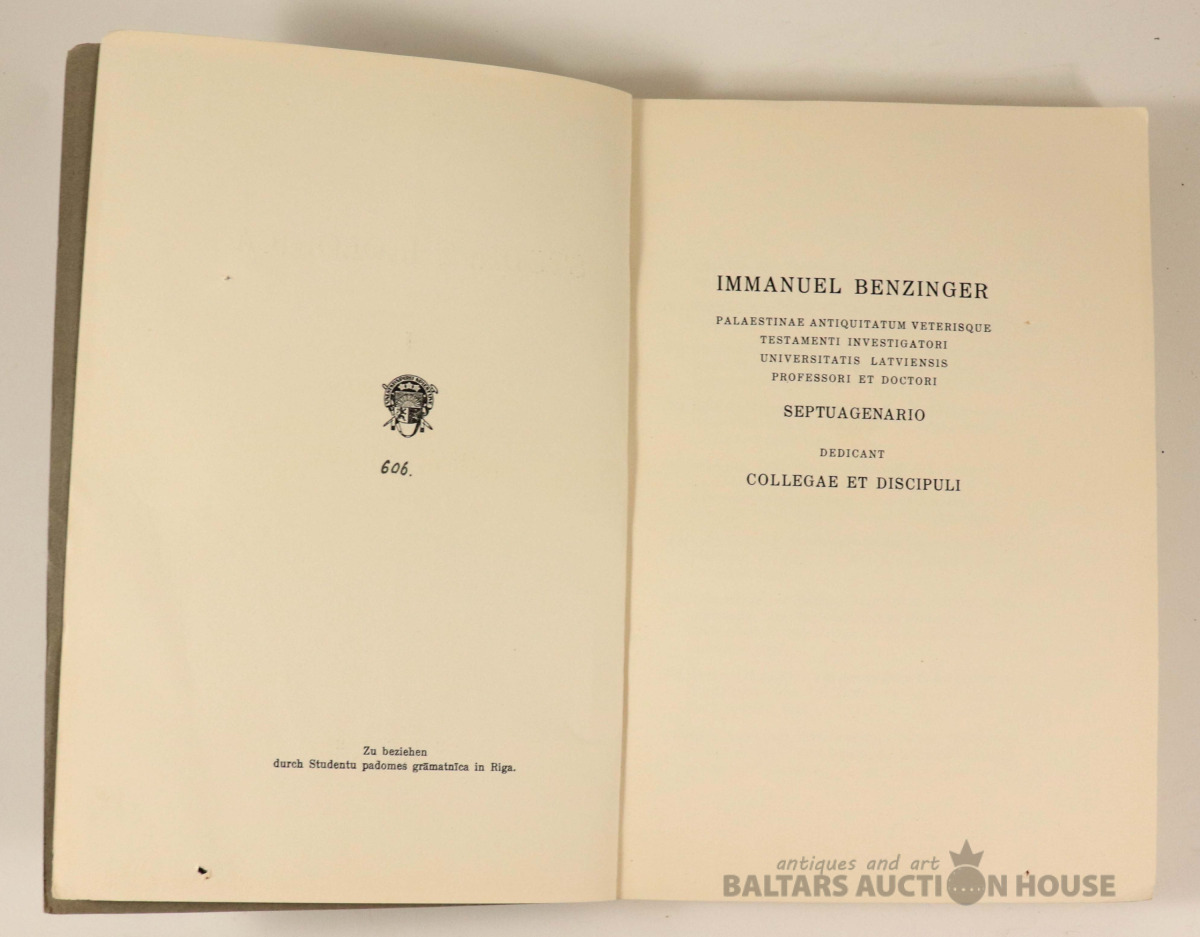 606.
Zu beziehen
durch Studentu padomes grāmatnīca in Riga.
IMMANUEL BENZINGER
PALAESTINAE ANTIQUITATUM VETERISQUE
TESTAMENTI INVESTIGATORI
UNIVERSITATIS LATVIENSIS
PROFESSORI ET DOCTORI
SEPTUAGENARIO
DEDICANT
COLLEGAE ET DISCIPULI
antiques and art
BALTARS AUCTION HOUSE